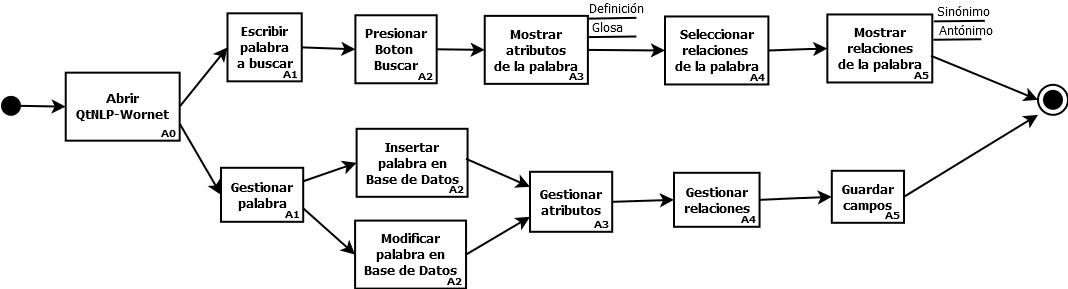 Abrir
QtNLP-Wornet
A0
Escribir
palabra
a buscar
A1
Presionar
Boton
Buscar
A2
Mostrar
atributos
de la palabra
A3
Definición
Glosa
Seleccionar
relaciones
de la palabra
A4
Mostrar
relaciones
de la palabra
A5
Sinónimo
Antónimo
Gestionar
palabra
A1
Insertar
palabra en
Base de Datos
A2
Modificar
palabra en
Base de Datos
A2
Gestionar
atributos
A3
Gestionar
relaciones
A4
Guardar
campos
A5